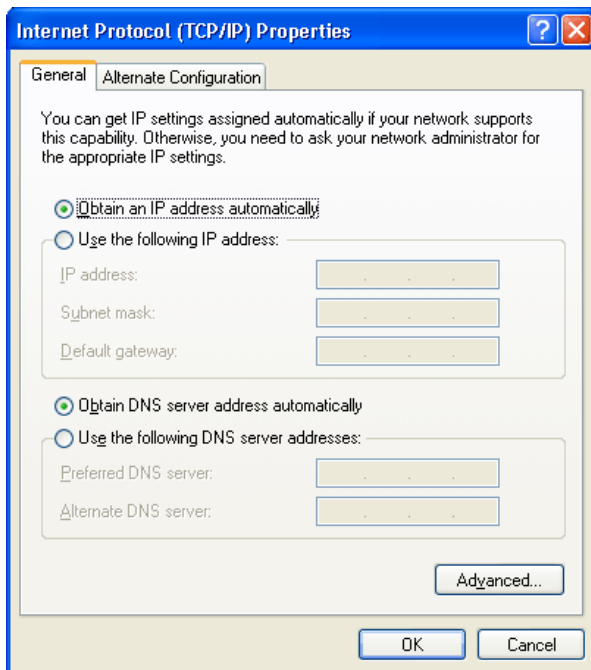 Internet Protocol (TCP/IP) Properties
General
Alternate Configuration
You can get IP settings assigned automatically if your network supports
this capability. Otherwise, you need to ask your network administrator for
the appropriate IP settings.
Obtain an IP address automatically
Use the following IP address:
IP address:
Subnet mask:
Default gateway:
Obtain DNS server address automatically
Use the following DNS server addresses:
Preferred DNS server:
Alternate DNS server:
Advanced...
OK
Cancel